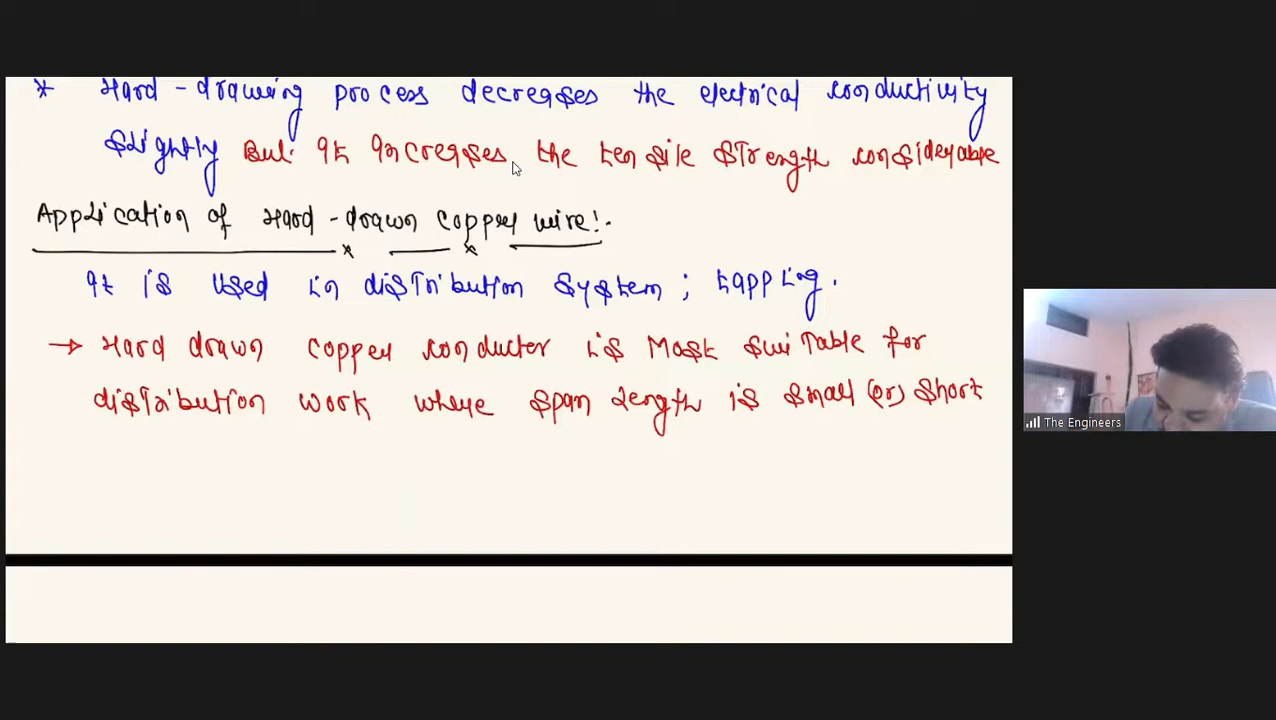 * Hard-drawing process decreases the electrical conductivity
slightly But it increases the tensile strength considerable
Application of Hard-drawn copper wire:-
It is used in distribution system; tapping.
→ Hard drawn copper conductor is Most suitable for
distribution work where span length is small (or) short
The Engineers